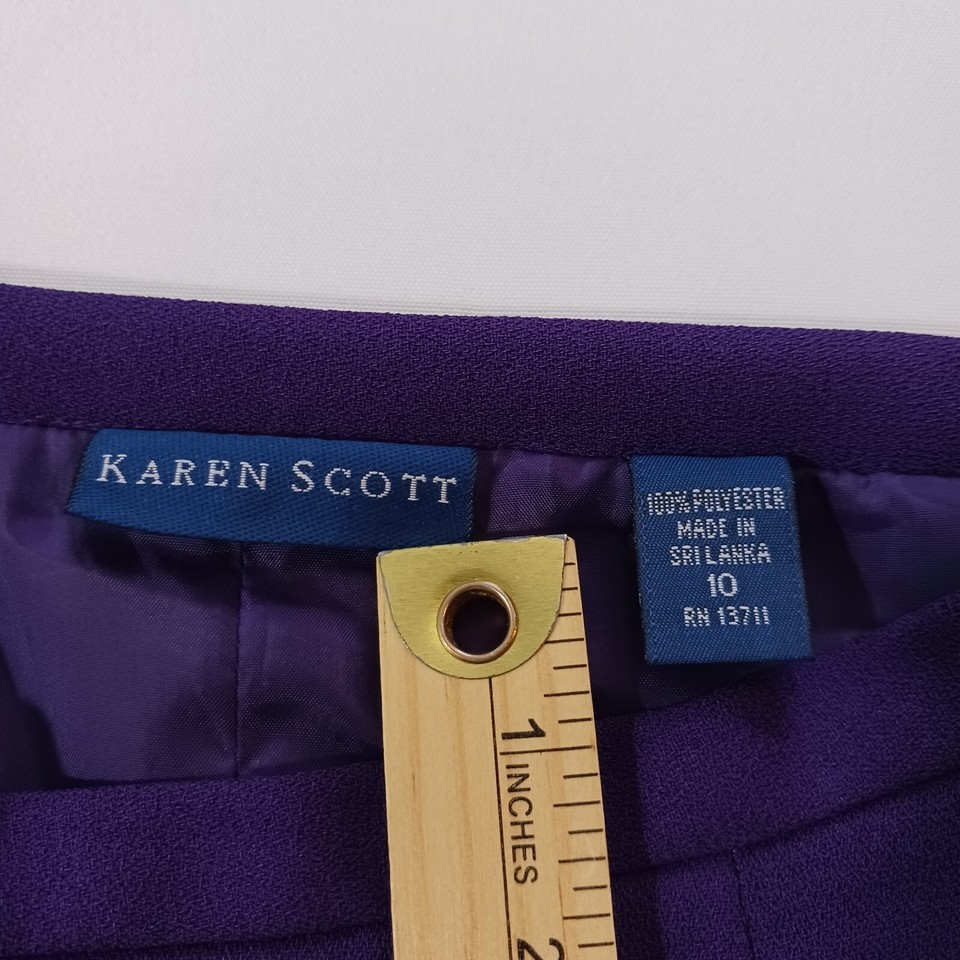 KAREN SCOTT
100% POLYESTER
MADE IN
SRI LANKA
10
RN 13711
1
INCHES
2